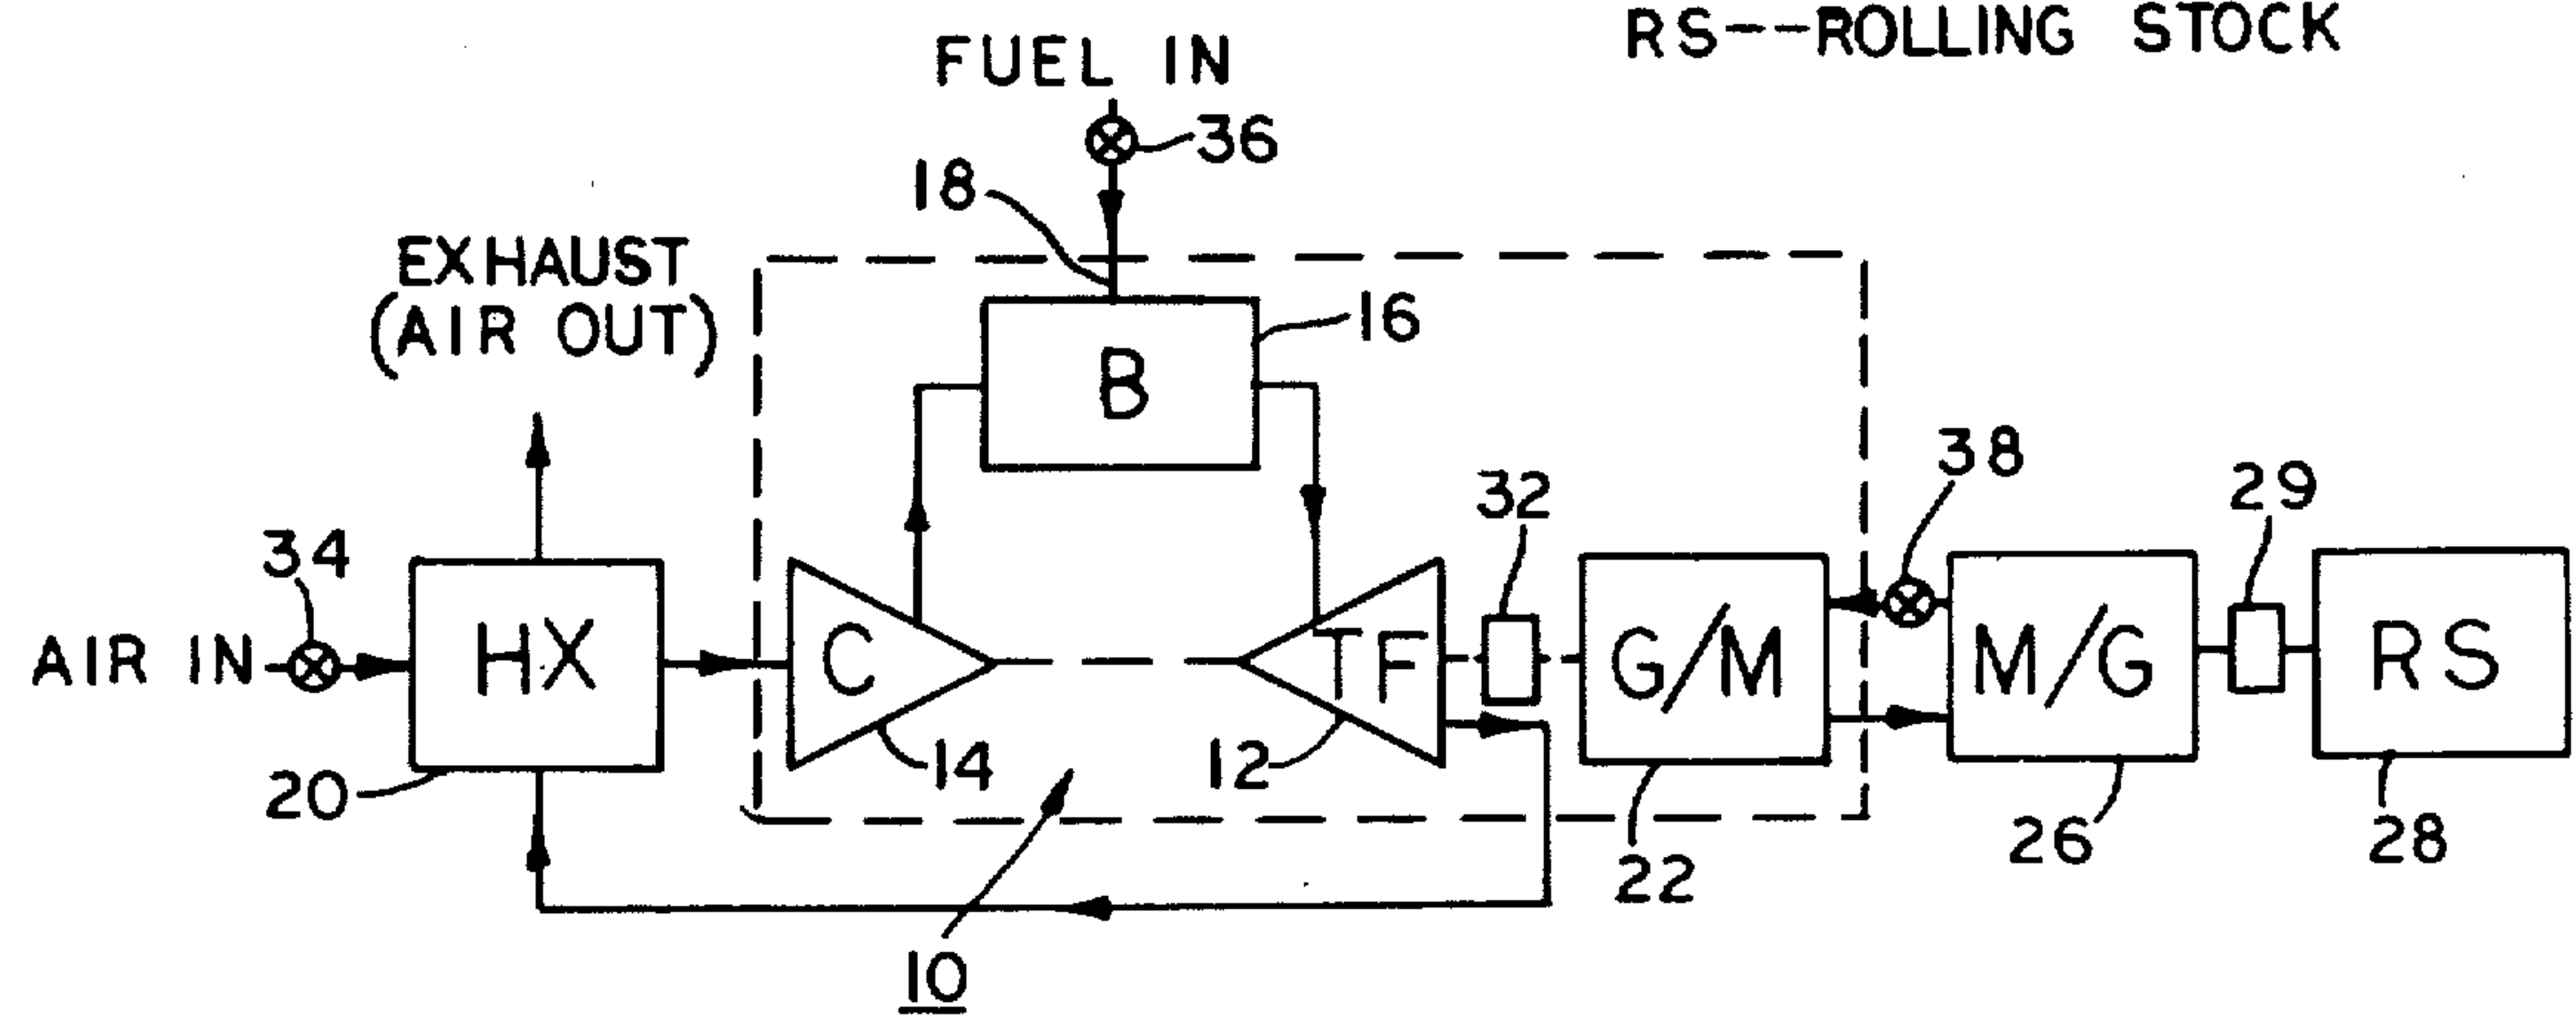 RS--ROLLING STOCK
FUEL IN
36
18
EXHAUST
(AIR OUT)
16
B
38
32
29
34
AIR IN
HX
C
TF
G/M
M/G
RS
14
12
20
26
28
22
10